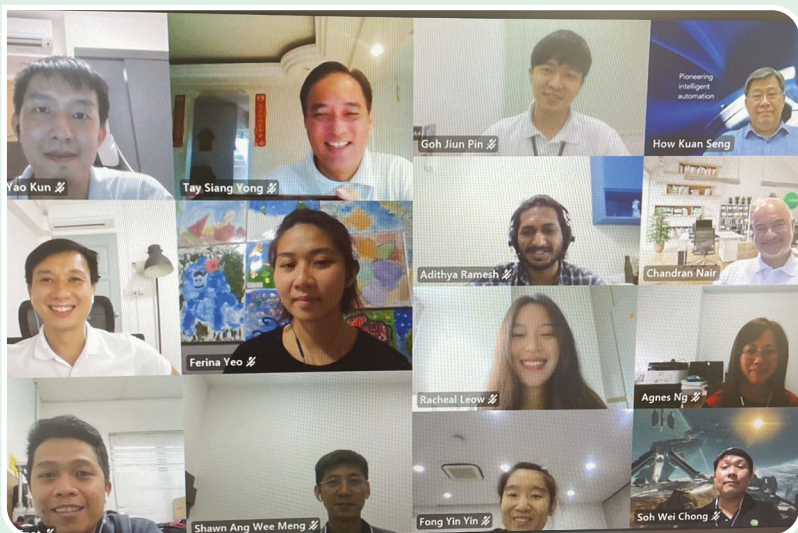 Yao Kun
Tay Siang Yong
Goh Jiun Pin
Pioneering
intelligent
automation
How Kuan Seng
Adithya Ramesh
Chandran Nair
Ferina Yeo
Racheal Leow
Agnes Ng
Shawn Ang Wee Meng
Fong Yin Yin
Soh Wei Chong